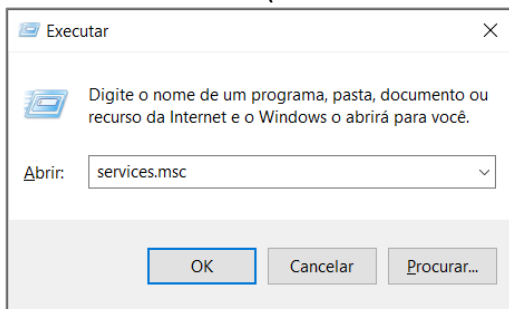 Executar
Digite o nome de um programa, pasta, documento ou
recurso da Internet e o Windows o abrirá para você.
Abrir: services.msc
OK Cancelar Procurar...